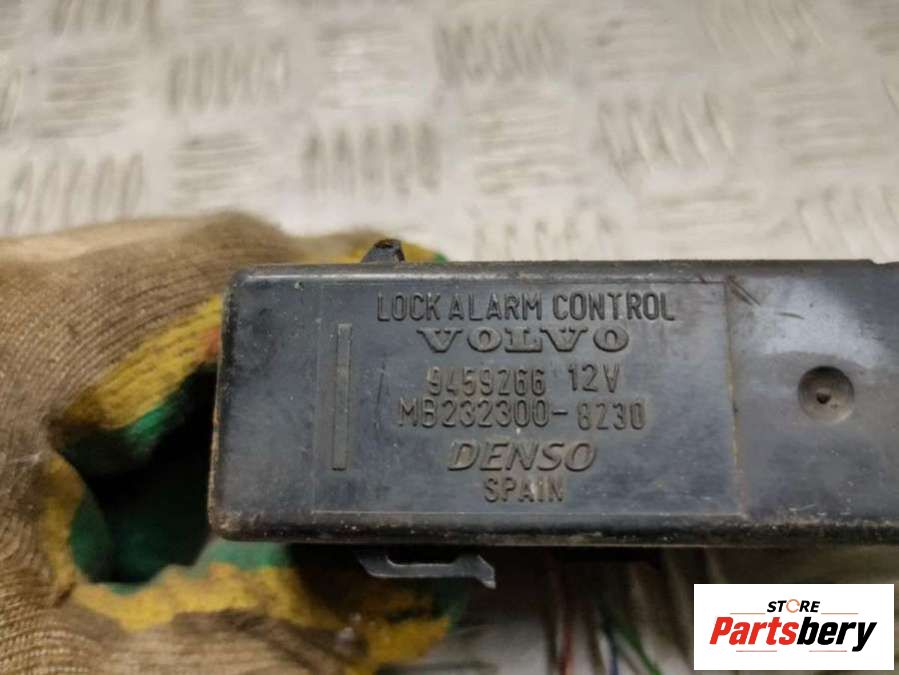 LOCK ALARM CONTROL
VOLVO
9459266 12V
MB232300-8230
DENSO
SPAIN
STORE
Partsbery